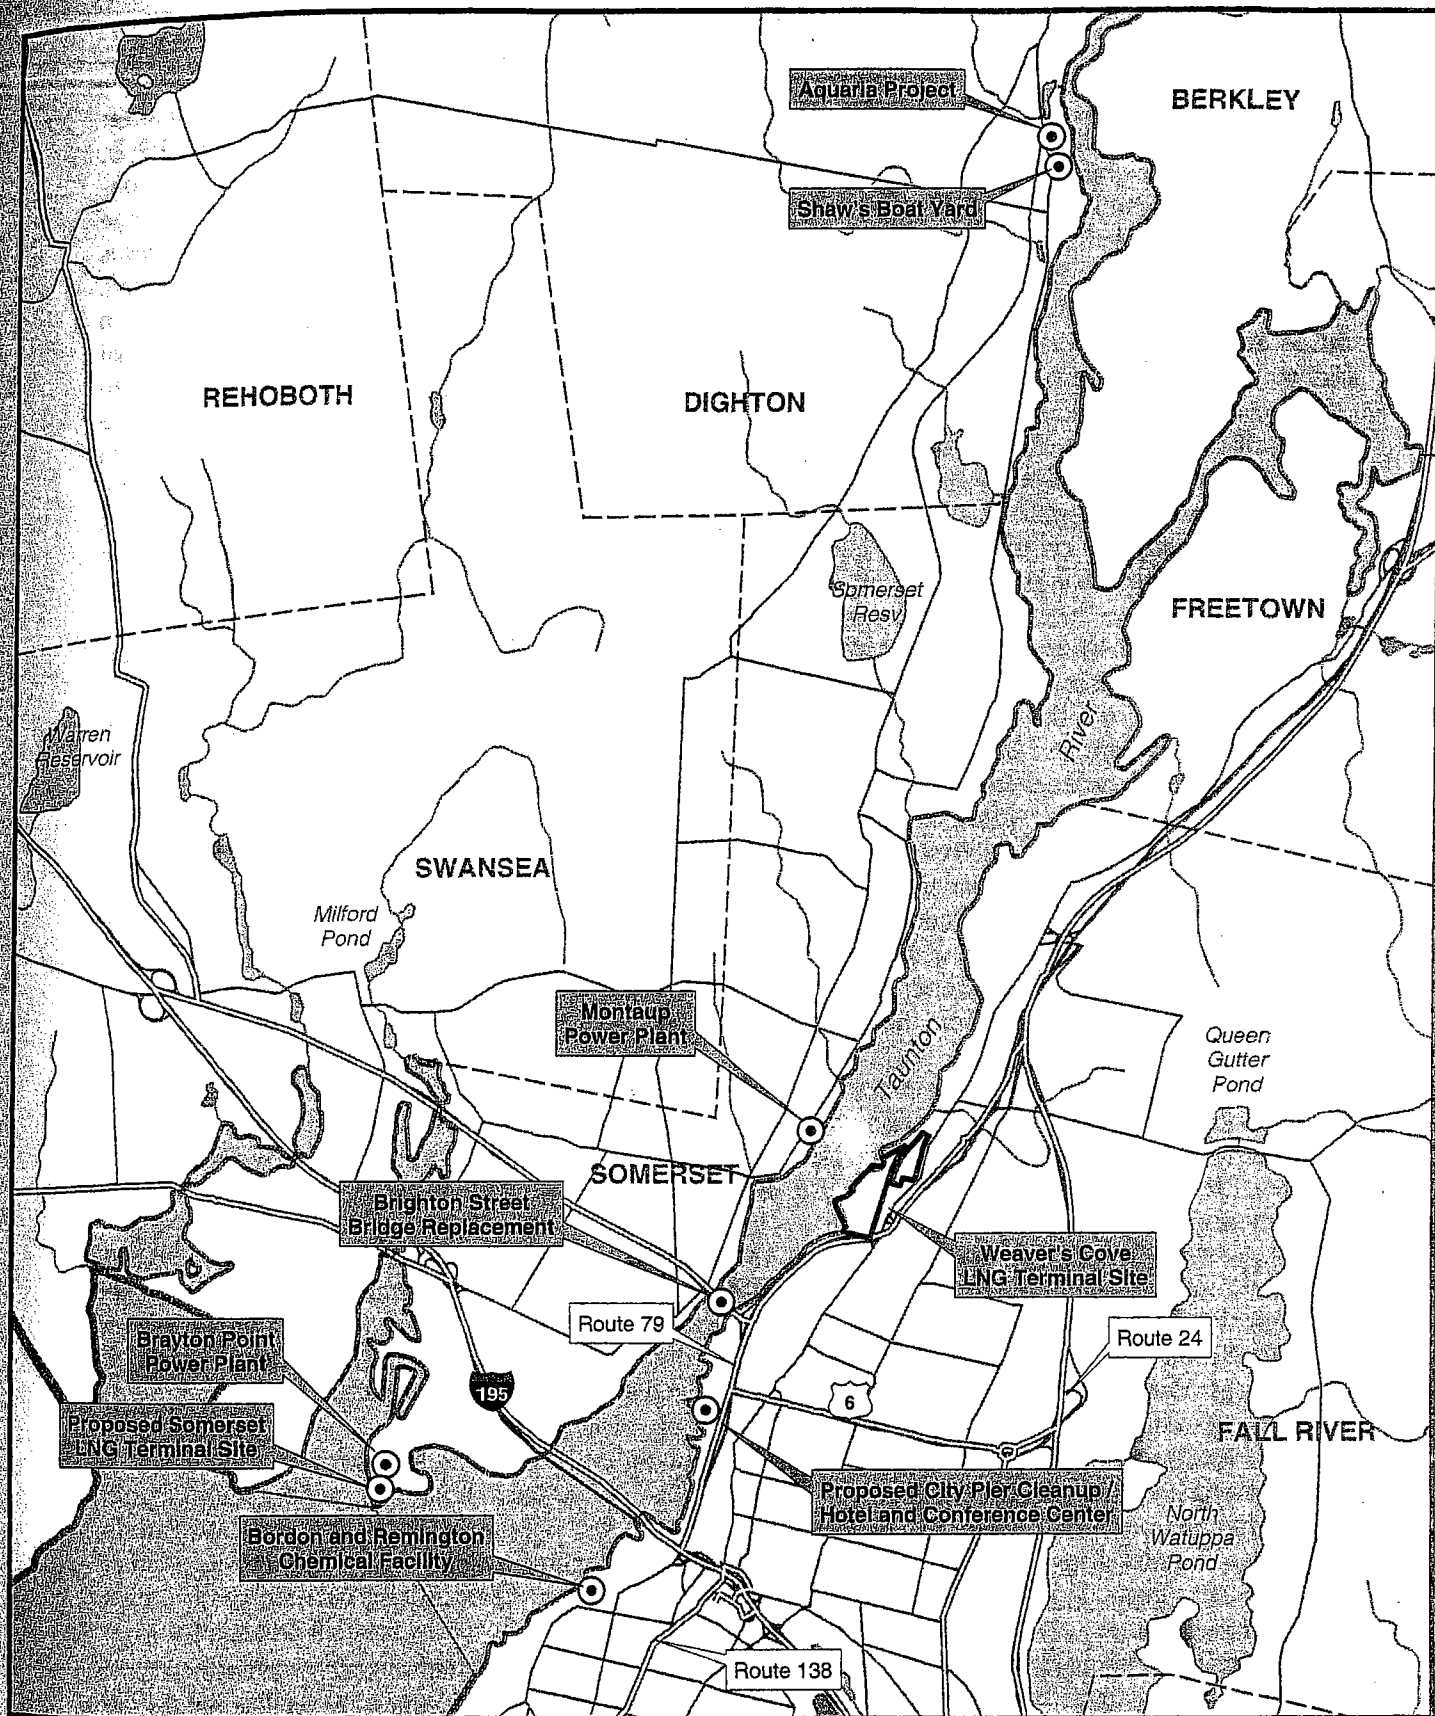 Aquaria Project
BERKLEY
Shaw's Boat Yard
REHOBOTH
DIGHTON
Somerset
Resv
FREETOWN
River
Warren
Reservoir
SWANSEA
Milford
Pond
Montaup
Power Plant
Taunton
Queen
Gutter
Pond
SOMERSET
Brighton Street
Bridge Replacement
Weaver's Cove
LNG Terminal Site
Route 79
Route 24
Brayton Point
Power Plant
195
6
Proposed Somerset
LNG Terminal Site
FALL RIVER
Proposed City Pier Cleanup /
Hotel and Conference Center
North
Watuppa
Pond
Bordon and Remington
Chemical Facility
Route 138